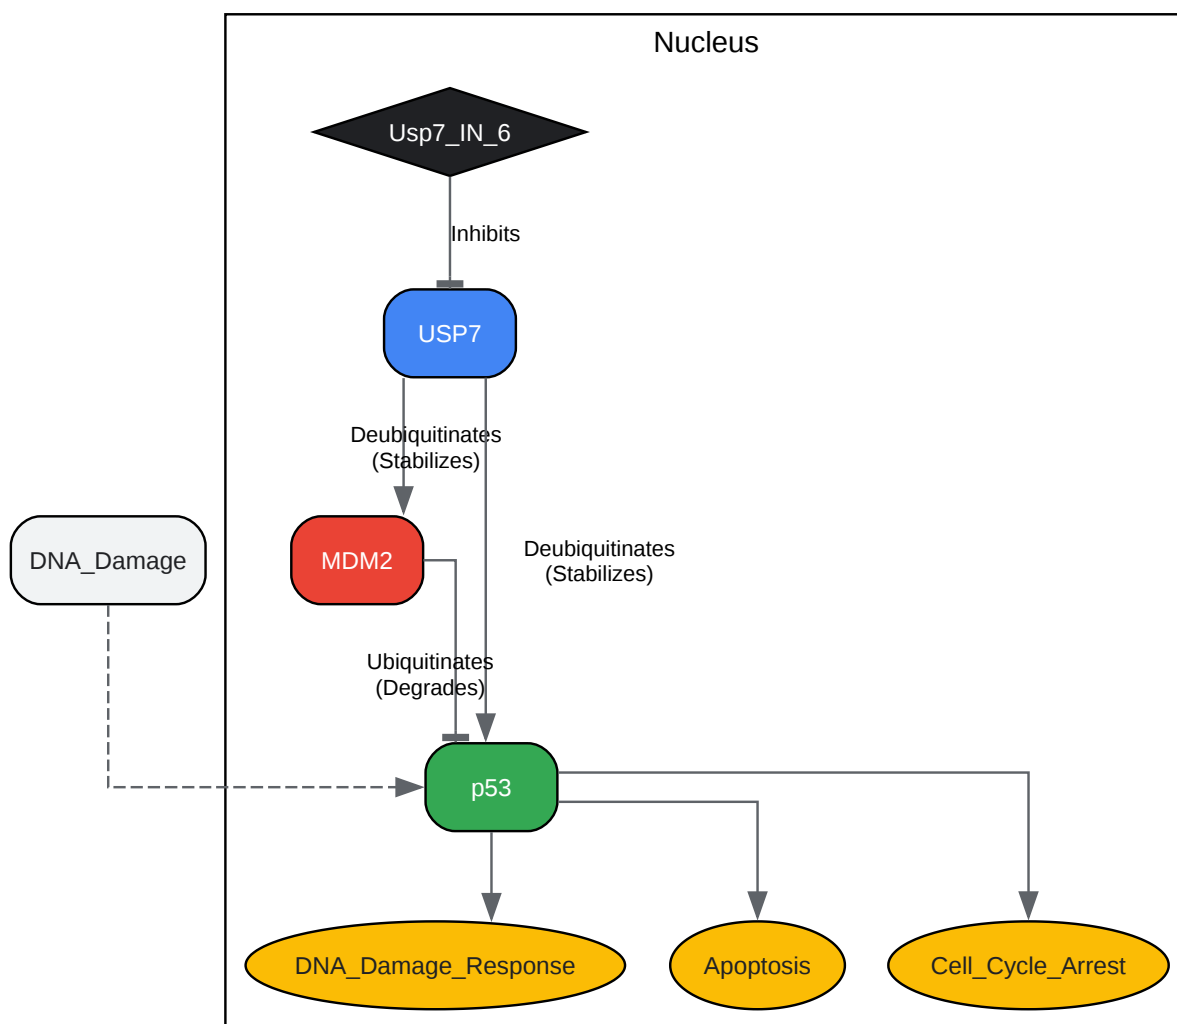 Nucleus
Usp7_IN_6
Inhibits
USP7
Deubiquitinates
(Stabilizes)
DNA_Damage
MDM2
Deubiquitinates
(Stabilizes)
Ubiquitinates
(Degrades)
p53
DNA_Damage_Response
Apoptosis
Cell_Cycle_Arrest